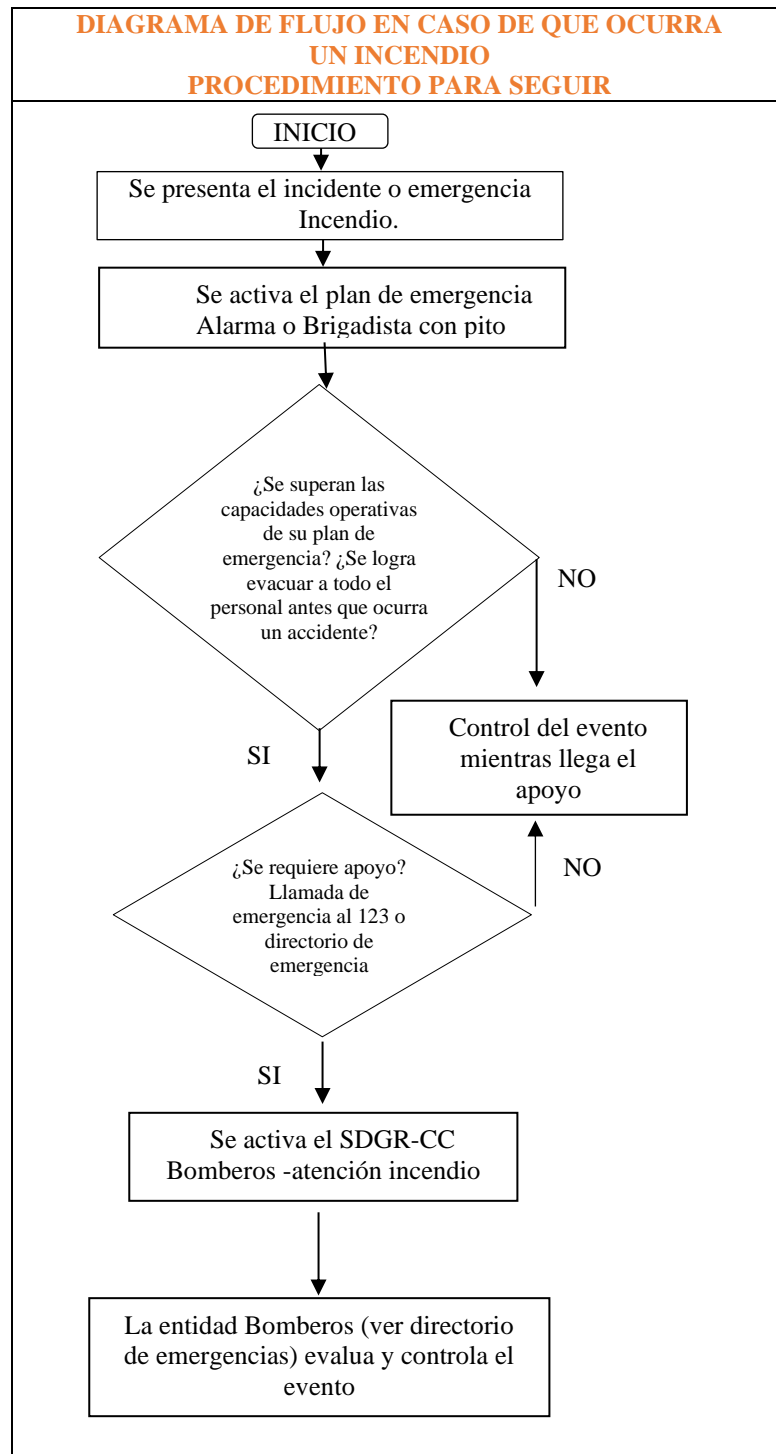 DIAGRAMA DE FLUJO EN CASO DE QUE OCURRA
UN INCENDIO
PROCEDIMIENTO PARA SEGUIR
INICIO
Se presenta el incidente o emergencia
Incendio.
Se activa el plan de emergencia
Alarma o Brigadista con pito
¿Se superan las
capacidades operativas
de su plan de
emergencia? ¿Se logra
evacuar a todo el
personal antes que ocurra
un accidente?
NO
Control del evento
mientras llega el
apoyo
SI
¿Se requiere apoyo?
Llamada de
emergencia al 123 o
directorio de
emergencia
NO
SI
Se activa el SDGR-CC
Bomberos -atención incendio
La entidad Bomberos (ver directorio
de emergencias) evalua y controla el
evento